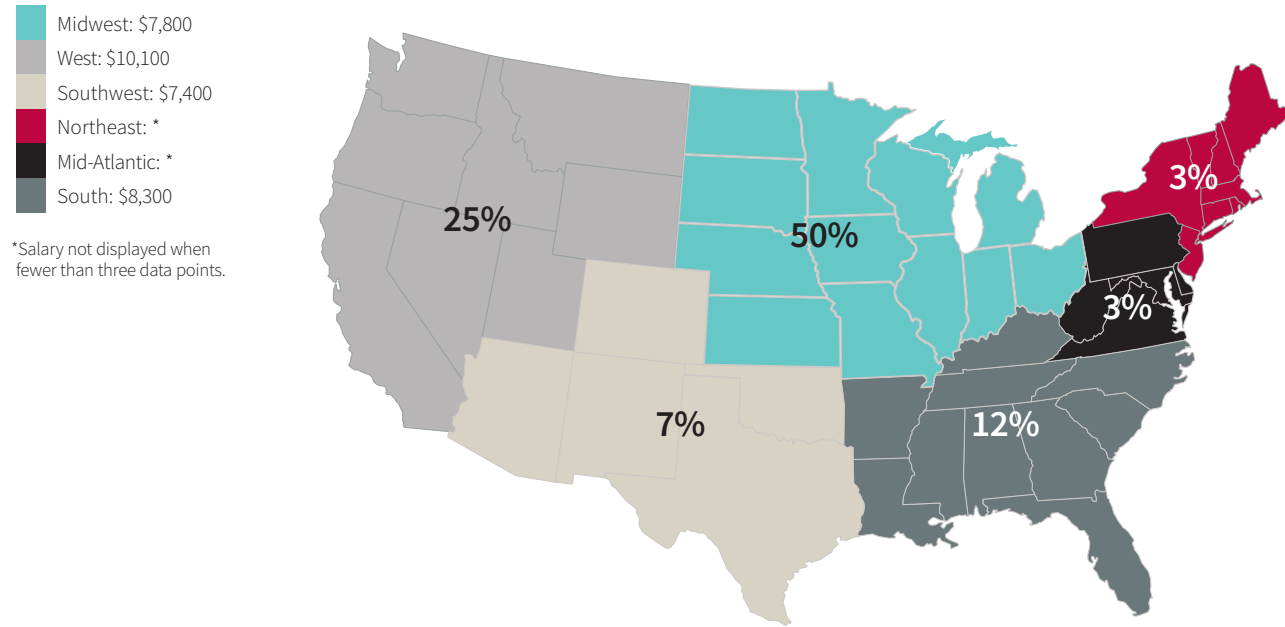 Midwest: $7,800
West: $10,100
Southwest: $7,400
Northeast: *
Mid-Atlantic: *
South: $8,300
*Salary not displayed when
fewer than three data points.
25%
50%
3%
3%
7%
12%